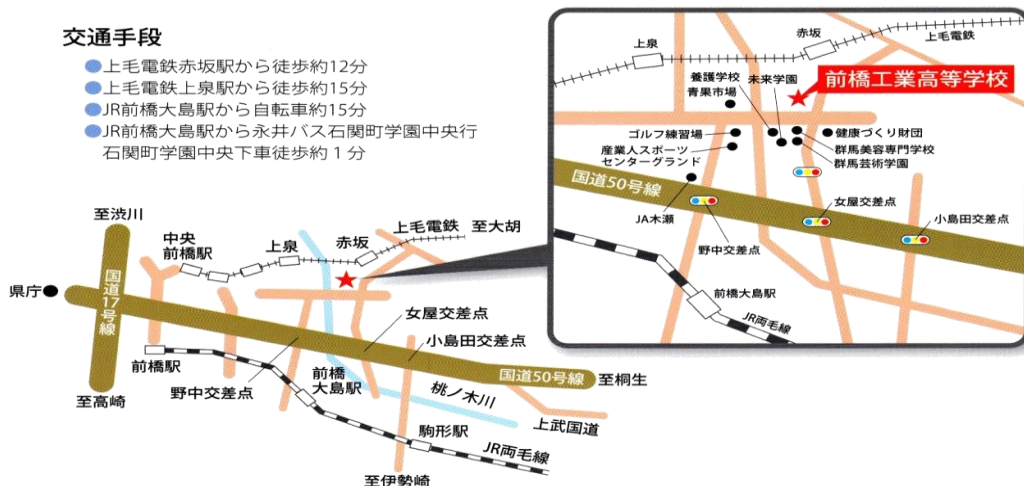 交通手段
●上毛電鉄赤坂駅から徒歩約12分
●上毛電鉄上泉駅から徒歩約15分
●JR前橋大島駅から自転車約15分
●JR前橋大島駅から永井バス石関町学園中央行
石関町学園中央下車徒歩約1分
至渋川
中央
前橋駅
上泉
赤坂
上毛電鉄
至大胡
県庁
国道17号線
前橋駅
至高崎
野中交差点
前橋
大島駅
女屋交差点
小島田交差点
国道50号線
至桐生
桃ノ木川
上武国道
駒形駅
JR両毛線
至伊勢崎
上泉
赤坂
上毛電鉄
前橋工業高等学校
養護学校
未来学園
青果市場
ゴルフ練習場
産業人スポーツ
センターグランド
健康づくり財団
群馬美容専門学校
群馬芸術学園
国道50号線
JA木瀬
野中交差点
女屋交差点
小島田交差点
前橋大島駅
JR両毛線